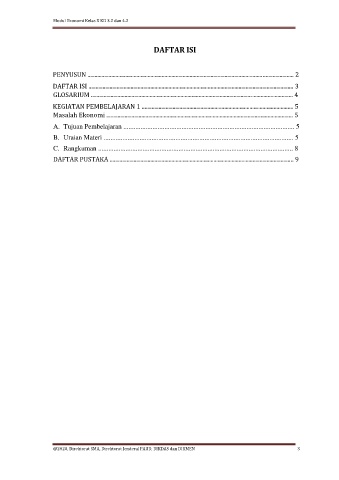 Modul Ekonomi Kelas X KD 3.2 dan 4.2
DAFTAR ISI
PENYUSUN ........................................ 2
DAFTAR ISI ........................................ 3
GLOSARIUM ........................................ 4
KEGIATAN PEMBELAJARAN 1 ........................................ 5
Masalah Ekonomi ........................................ 5
A. Tujuan Pembelajaran ........................................ 5
B. Uraian Materi ........................................ 5
C. Rangkuman ........................................ 8
DAFTAR PUSTAKA ........................................ 9
@2020, Direktorat SMA, Direktorat Jenderal PAUD, DIKDAS dan DIKMEN 3